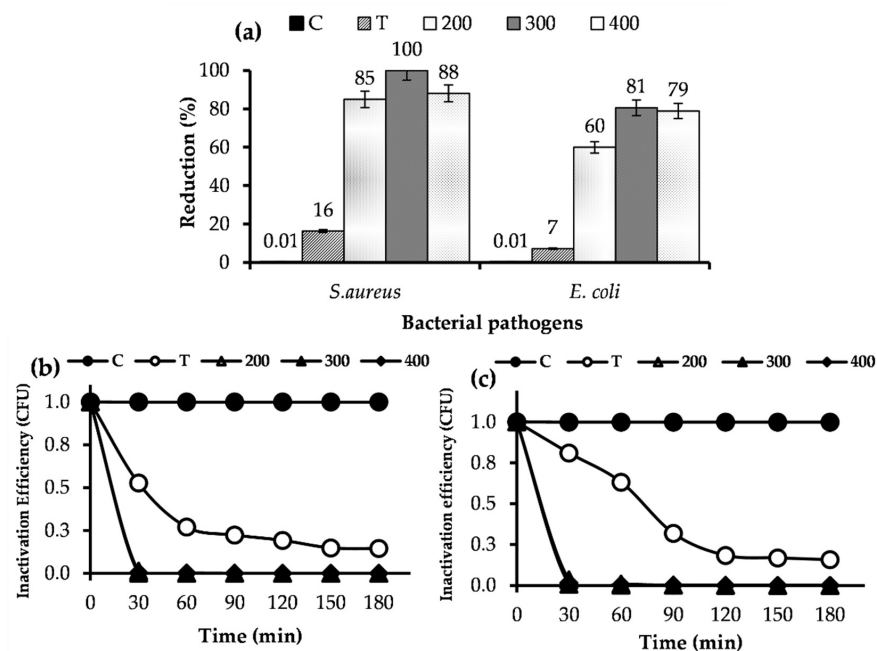 (a) C T 200 300 400
Reduction (%)
100
80
60
40
20
0
0.01 16 85 100 88
0.01 7 60 81 79
S.aureus E. coli
Bacterial pathogens
(b) C T 200 300 400
Inactivation Efficiency (CFU)
1.0
0.8
0.5
0.3
0.0
0 30 60 90 120 150 180
Time (min)
(c) C T 200 300 400
Inactivation efficiency (CFU)
1.0
0.8
0.5
0.3
0.0
0 30 60 90 120 150 180
Time (min)